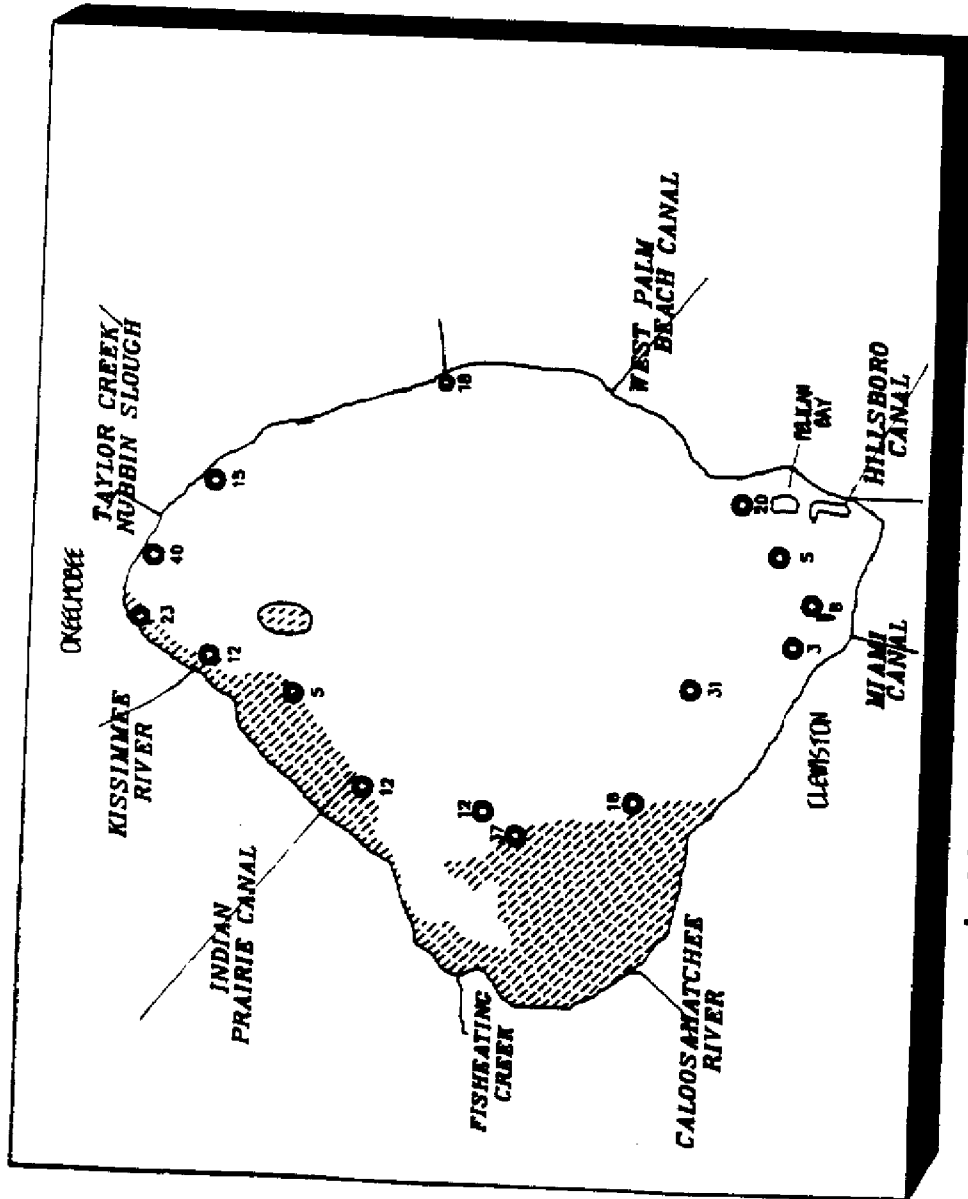 OKEECHOBEE
TAYLOR CREEK/
NUBBIN SLOUGH
KISSIMMEE
RIVER
23
40
15
12
5
18
INDIAN
PRAIRIE CANAL
12
12
37
FISHEATING
CREEK
18
31
WEST PALM
BEACH CANAL
CALOOSAHATCHEE
RIVER
CLEWISTON
3
8
5
20
PELICAN
BAY
MIAMI
CANAL
HILLSBORO
CANAL